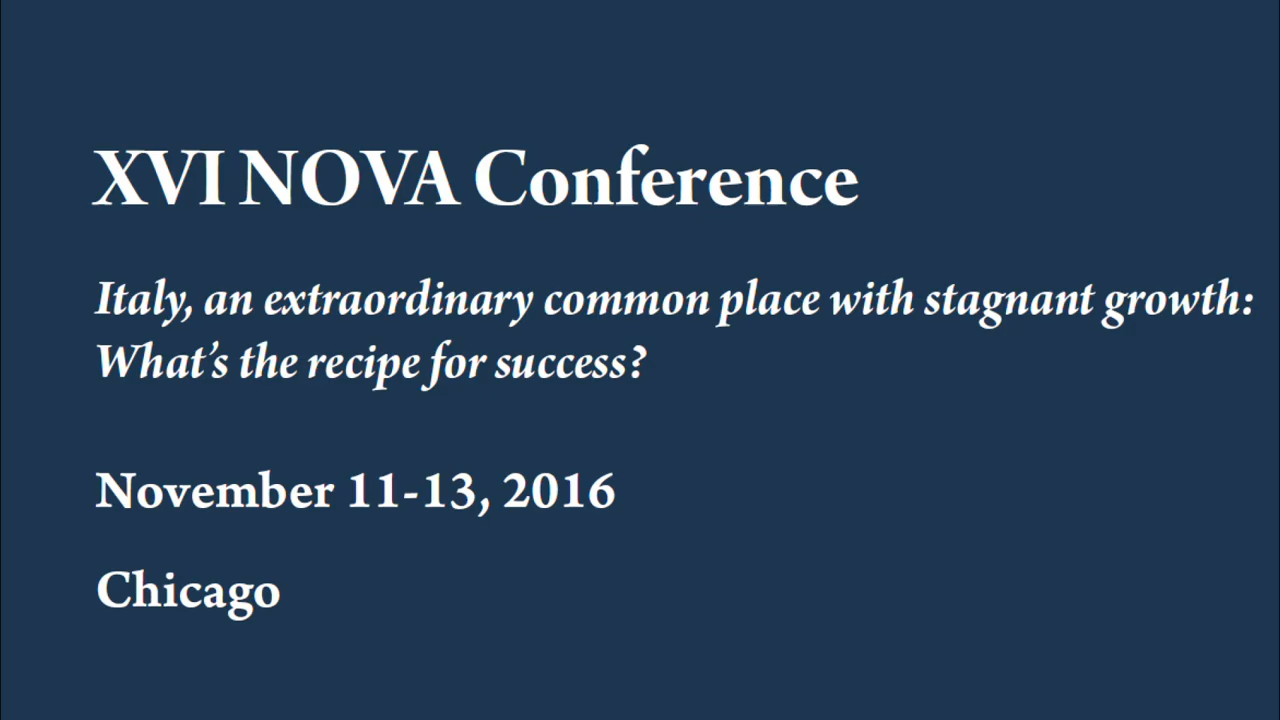 XVI NOVA Conference
Italy, an extraordinary common place with stagnant growth:
What’s the recipe for success?
November 11-13, 2016
Chicago